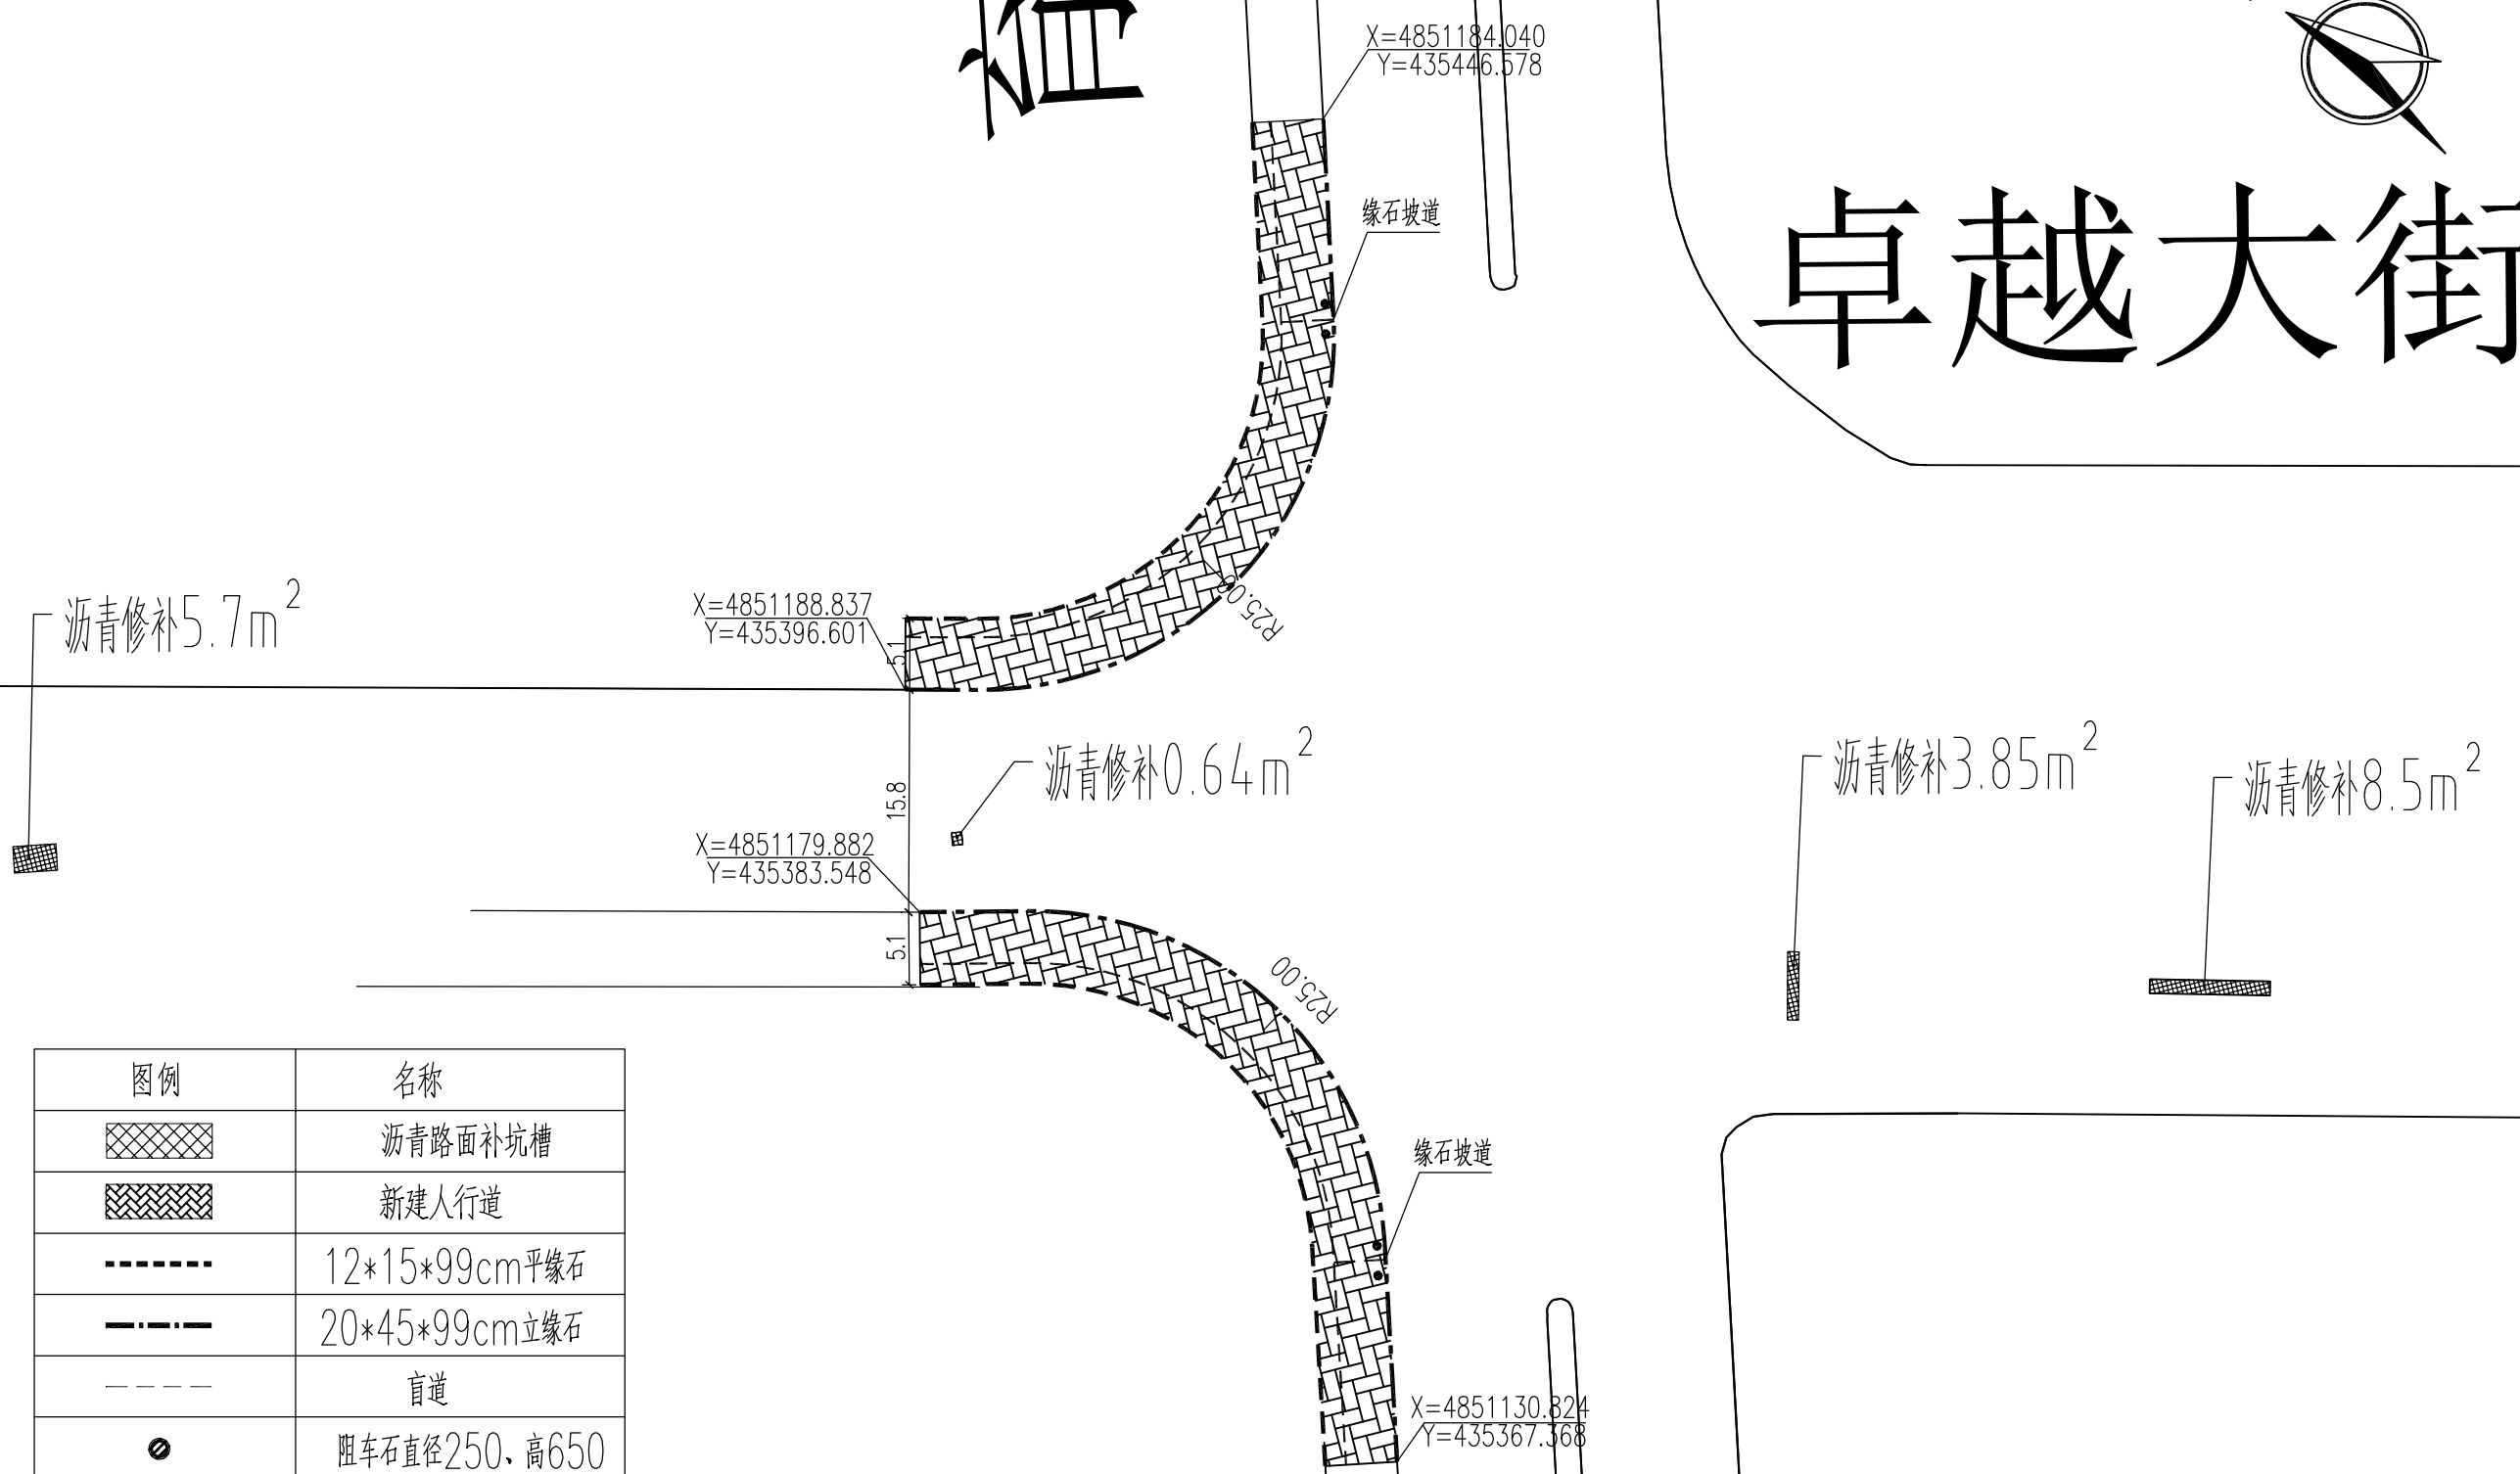 X=4851184.040
Y=435446.578
缘石坡道
卓越大街
沥青修补5.7m²
X=4851188.837
Y=435396.601
R25.00
5.1
沥青修补0.64m²
沥青修补3.85m²
沥青修补8.5m²
15.8
X=4851179.882
Y=435383.548
5.1
R25.00
缘石坡道
图例 名称
沥青路面补坑槽
新建人行道
12*15*99cm平缘石
20*45*99cm立缘石
盲道
阻车石直径250、高650
X=4851130.824
Y=435367.368